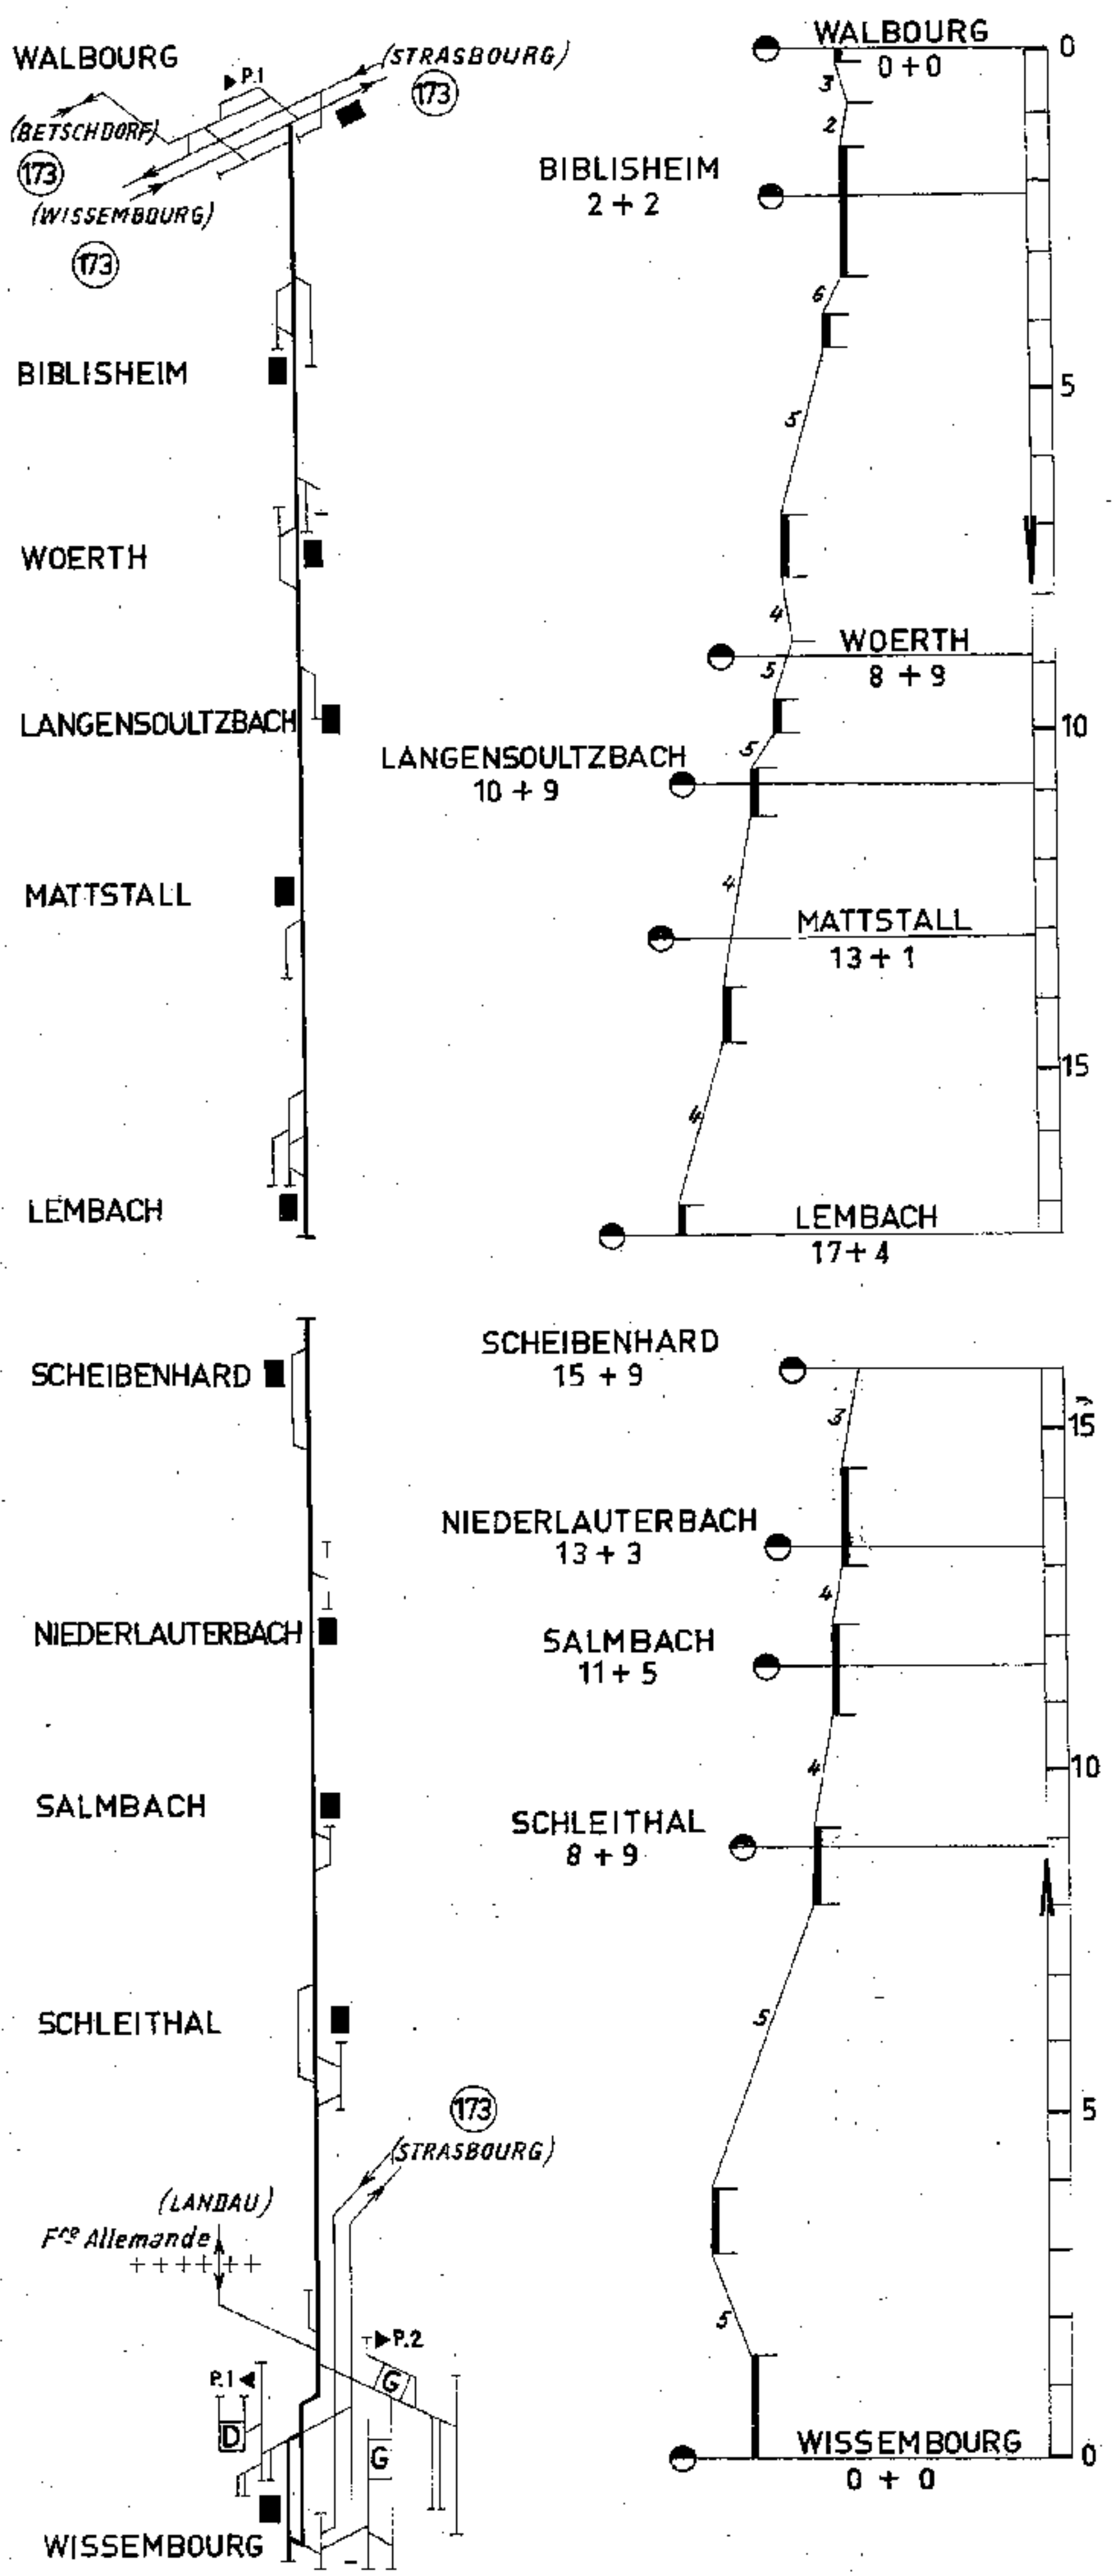 WALBOURG
P.1
(STRASBOURG)
173
(BETSCHDORF)
173
(WISSEMBOURG)
173
BIBLISHEIM
WOERTH
LANGENSOULTZBACH
MATTSTALL
LEMBACH
WALBOURG
0+0
0
3
2
BIBLISHEIM
2+2
6
5
5
4
WOERTH
8+9
5
10
LANGENSOULTZBACH
10+9
5
4
MATTSTALL
13+1
15
4
LEMBACH
17+4
SCHEIBENHARD
NIEDERLAUTERBACH
SALMBACH
SCHLEITHAL
173
(STRASBOURG)
(LANDAU)
Fre Allemande
++++++
P.2
P.1
G
D
G
WISSEMBOURG
SCHEIBENHARD
15+9
3
15
NIEDERLAUTERBACH
13+3
4
SALMBACH
11+5
4
10
SCHLEITHAL
8+9
5
5
5
WISSEMBOURG
0+0
0